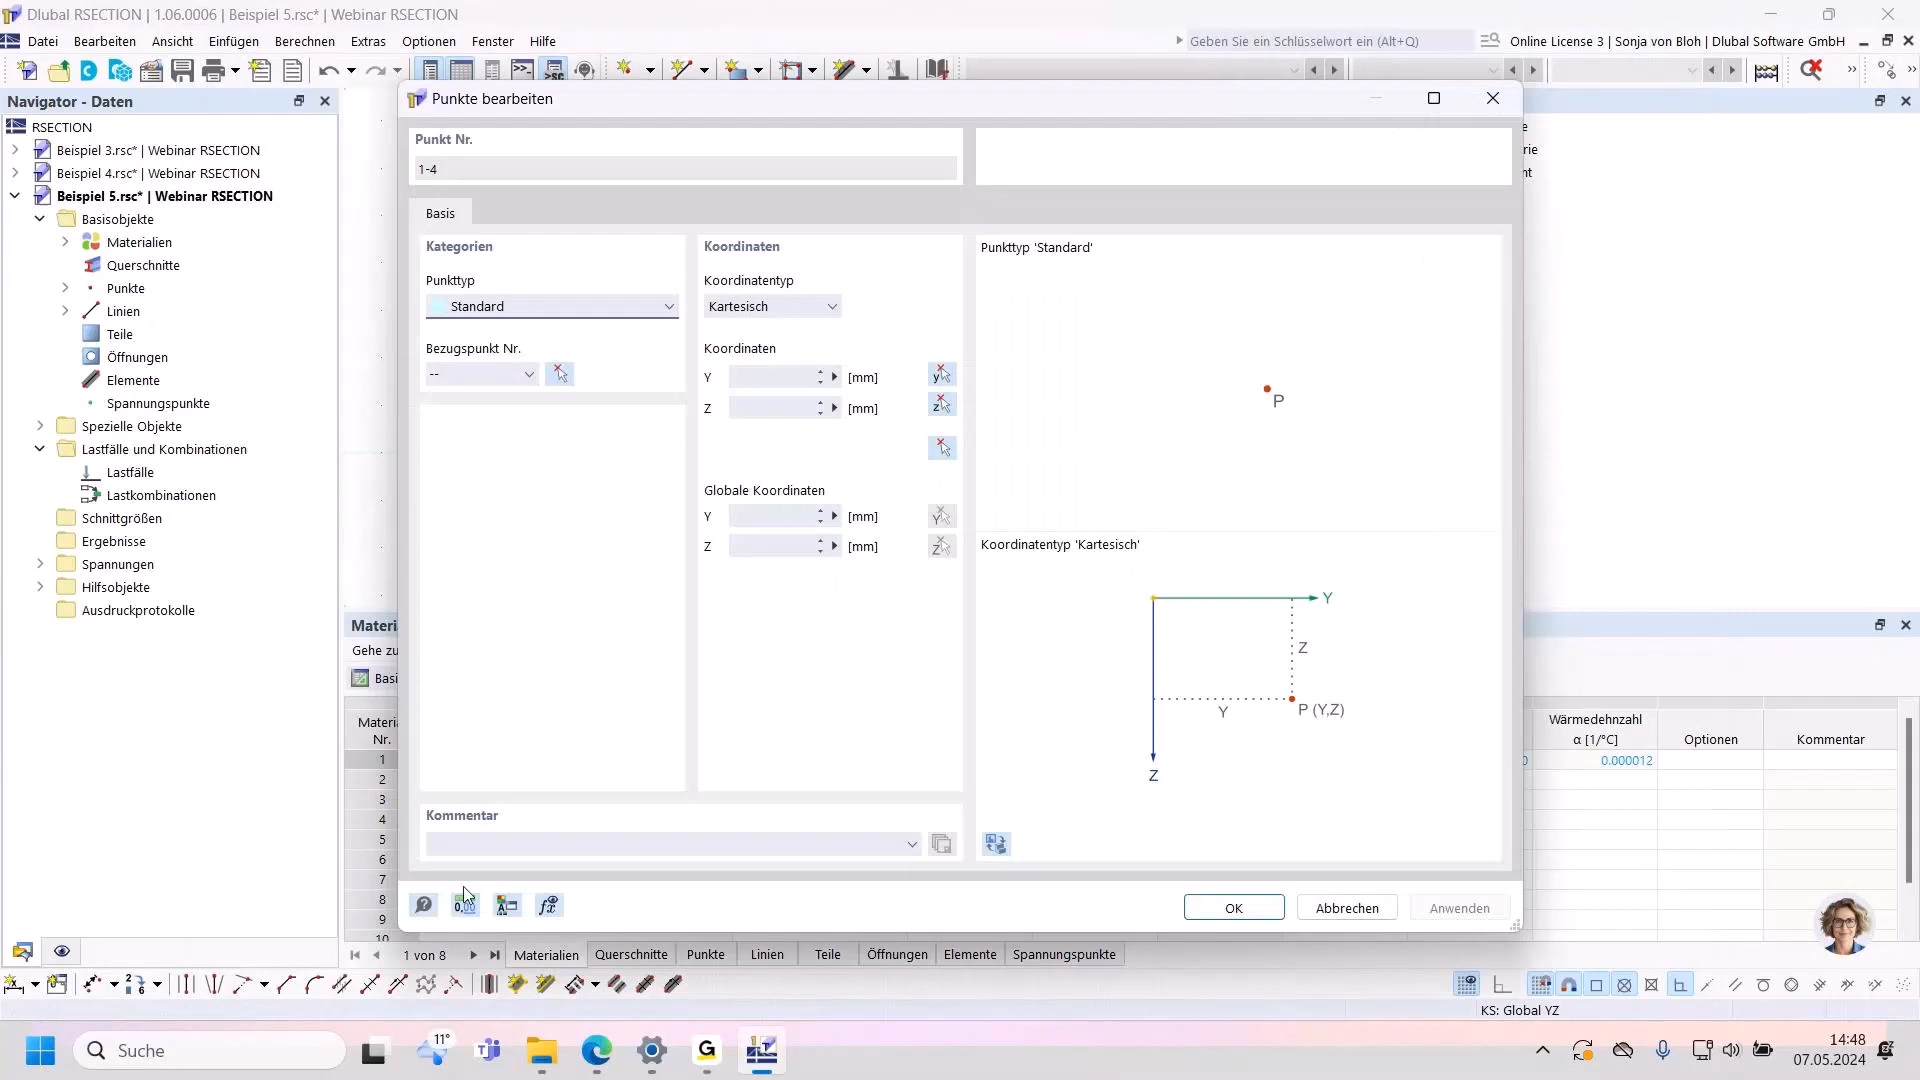 Dlubal RSECTION | 1.06.0006 | Beispiel 5.rsc* | Webinar RSECTION
Datei Bearbeiten Ansicht Einfügen Berechnen Extras Optionen Fenster Hilfe
Geben Sie ein Schlüsselwort ein (Alt+Q)
Online License 3 | Sonja von Bloh | Dlubal Software GmbH
Navigator - Daten
RSECTION
Beispiel 3.rsc* | Webinar RSECTION
Beispiel 4.rsc* | Webinar RSECTION
Beispiel 5.rsc* | Webinar RSECTION
Basisobjekte
Materialien
Querschnitte
Punkte
Linien
Teile
Öffnungen
Elemente
Spannungspunkte
Spezielle Objekte
Lastfälle und Kombinationen
Lastfälle
Lastkombinationen
Schnittgrößen
Ergebnisse
Spannungen
Hilfsobjekte
Ausdruckprotokolle
Punkte bearbeiten
Punkt Nr.
1-4
Basis
Kategorien
Punkttyp
Standard
Bezugspunkt Nr.
--
Koordinaten
Koordinatentyp
Kartesisch
Koordinaten
Y [mm]
Z [mm]
Globale Koordinaten
Y [mm]
Z [mm]
Punkttyp 'Standard'
P
Koordinatentyp 'Kartesisch'
Y
Z
Y
P (Y,Z)
Z
Kommentar
OK Abbrechen Anwenden
e
rie
nt
Materi
Gehe zu
Basi
Materi
Nr.
1
2
3
4
5
6
7
8
9
10
Wärmedehnzahl
α [1/°C] Optionen Kommentar
0 0.000012
1 von 8 Materialien Querschnitte Punkte Linien Teile Öffnungen Elemente Spannungspunkte
KS: Global YZ
Suche
11°
14:48
07.05.2024